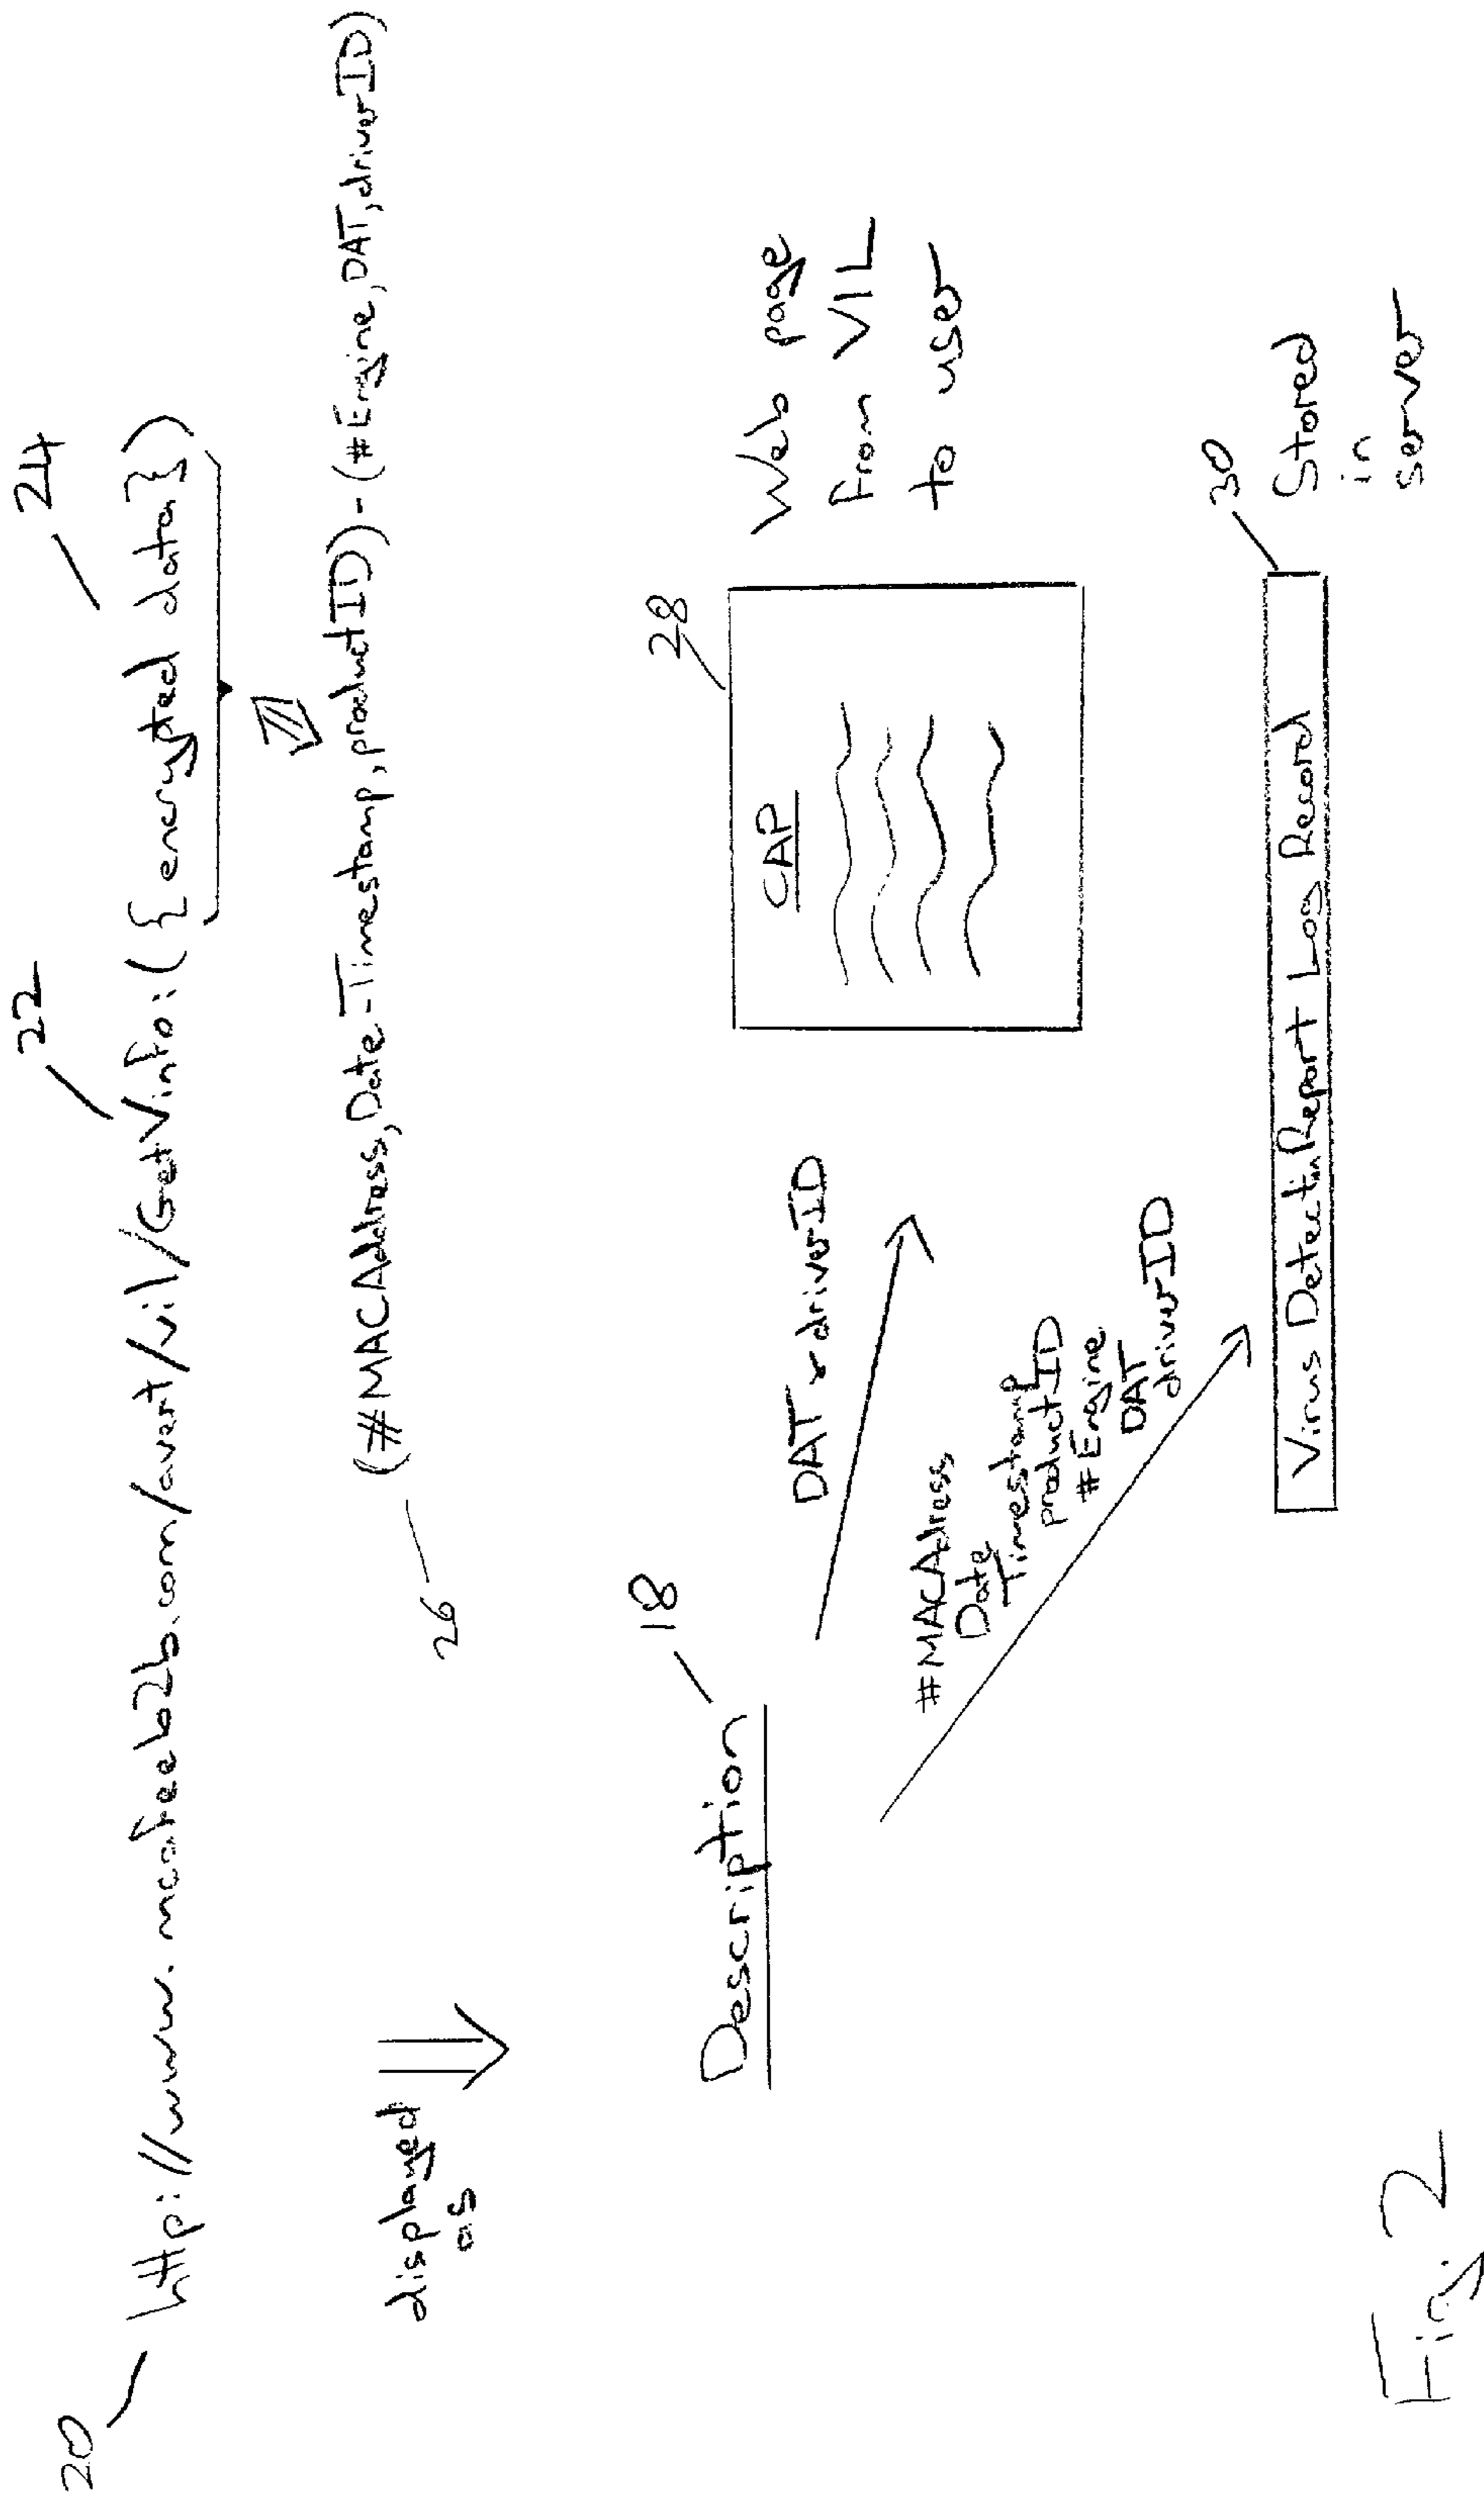 22
24
20
http://www.mcafeeb2b.com/avert/vil/GetVinfo:({encrypted data})
(#MACAddress,Date-Timestamp,productID)-(#Engine,DAT,driverID)
26
displayed
as
18
Description
DAT & driverID
28
CAP
Web page
from VIL
to user
#MACAddress
Date
Timestamp
productID
#Engine
DAT
driverID
30
Virus Detectn Report Log Record
Stored
in
server
Fig. 2